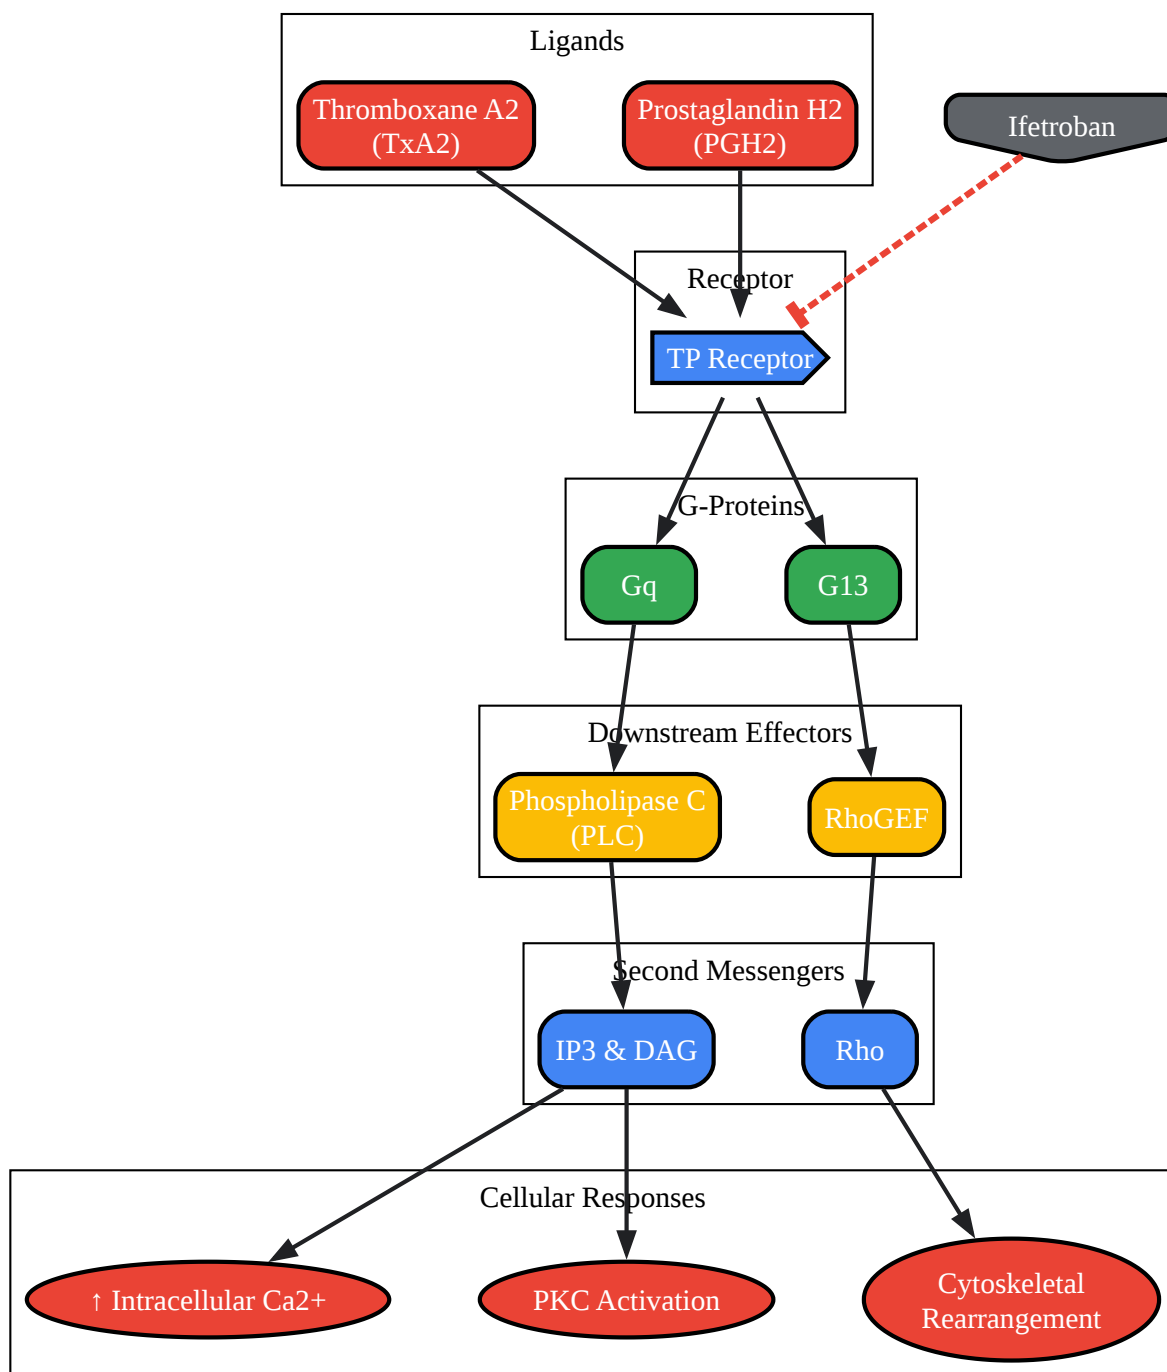 Ligands
Thromboxane A2
(TxA2)
Prostaglandin H2
(PGH2)
Ifetroban
Receptor
TP Receptor
G-Proteins
Gq
G13
Downstream Effectors
Phospholipase C
(PLC)
RhoGEF
Second Messengers
IP3 & DAG
Rho
Cellular Responses
↑ Intracellular Ca2+
PKC Activation
Cytoskeletal
Rearrangement